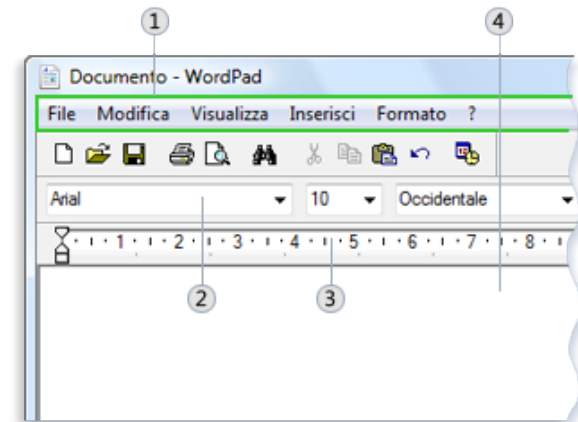 1 4
Documento - WordPad
File Modifica Visualizza Inserisci Formato ?
Arial 10 Occidentale
1 2 3 4 5 6 7 8
2 3